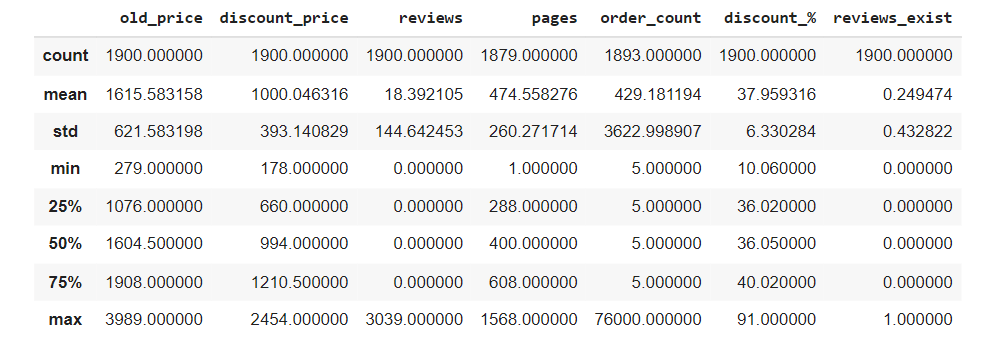 old_price discount_price reviews pages order_count discount_% reviews_exist
count 1900.000000 1900.000000 1900.000000 1879.000000 1893.000000 1900.000000 1900.000000
mean 1615.583158 1000.046316 18.392105 474.558276 429.181194 37.959316 0.249474
std 621.583198 393.140829 144.642453 260.271714 3622.998907 6.330284 0.432822
min 279.000000 178.000000 0.000000 1.000000 5.000000 10.060000 0.000000
25% 1076.000000 660.000000 0.000000 288.000000 5.000000 36.020000 0.000000
50% 1604.500000 994.000000 0.000000 400.000000 5.000000 36.050000 0.000000
75% 1908.000000 1210.500000 0.000000 608.000000 5.000000 40.020000 0.000000
max 3989.000000 2454.000000 3039.000000 1568.000000 76000.000000 91.000000 1.000000